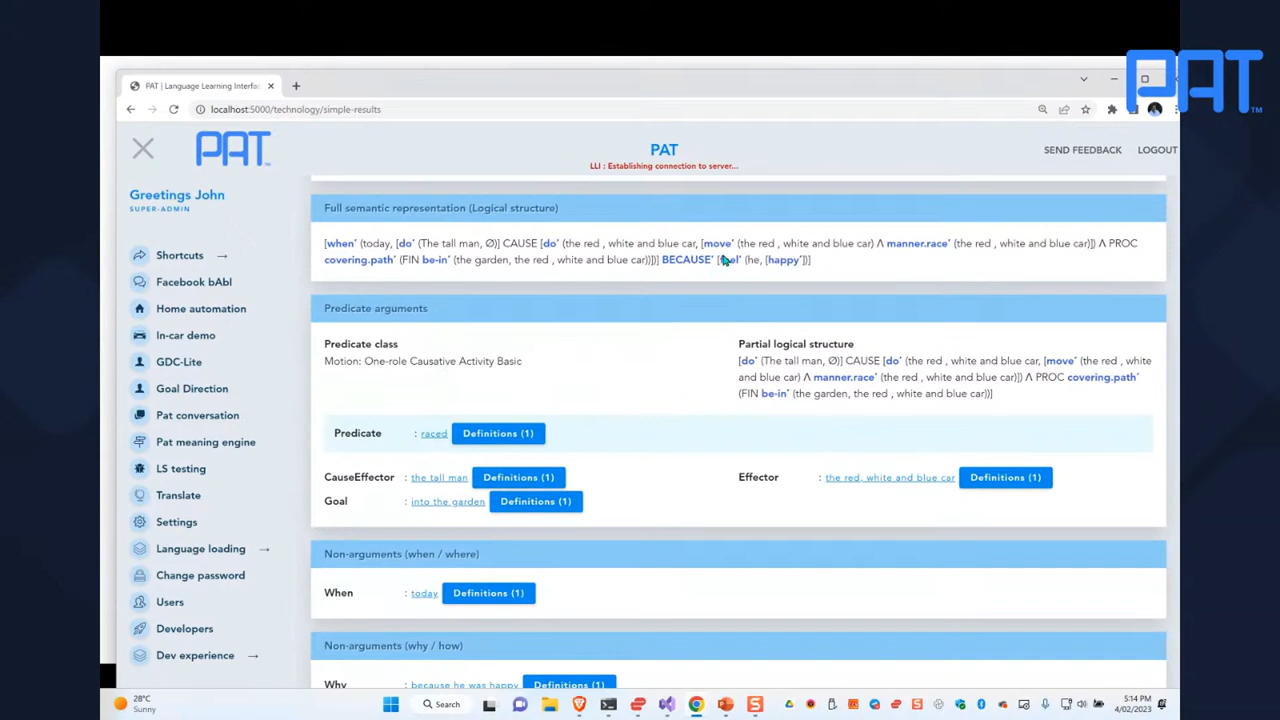 PAT | Language Learning Interfac
localhost:5000/technology/simple-results
PAT™
PAT™
PAT
LLI : Establishing connection to server...
SEND FEEDBACK
LOGOUT
Greetings John
SUPER-ADMIN
Shortcuts →
Facebook bAbI
Home automation
In-car demo
GDC-Lite
Goal Direction
Pat conversation
Pat meaning engine
LS testing
Translate
Settings
Language loading →
Change password
Users
Developers
Dev experience →
Full semantic representation (Logical structure)
[when' (today, [do' (The tall man, Ø)] CAUSE [do' (the red , white and blue car, [move' (the red , white and blue car) Λ manner.race' (the red , white and blue car)]) Λ PROC
covering.path' (FIN be-in' (the garden, the red , white and blue car))])] BECAUSE' [ el' (he, [happy'])]
Predicate arguments
Predicate class
Motion: One-role Causative Activity Basic
Partial logical structure
[do' (The tall man, Ø)] CAUSE [do' (the red , white and blue car, [move' (the red , white
and blue car) Λ manner.race' (the red , white and blue car)]) Λ PROC covering.path'
(FIN be-in' (the garden, the red , white and blue car))]
Predicate : raced Definitions (1)
CauseEffector : the tall man Definitions (1)
Effector : the red, white and blue car Definitions (1)
Goal : into the garden Definitions (1)
Non-arguments (when / where)
When : today Definitions (1)
Non-arguments (why / how)
Why : because he was happy Definitions (1)
28°C
Sunny
Search
5:14 PM
4/02/2023